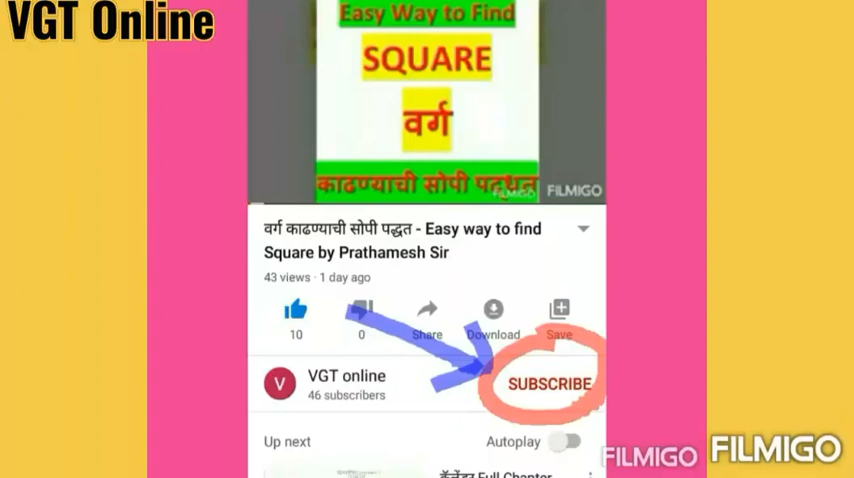 VGT Online
Easy Way to Find
SQUARE
वर्ग
काढण्याची सोपी पद्धत
FILMIGO
FILMIGO
वर्ग काढण्याची सोपी पद्धत - Easy way to find
Square by Prathamesh Sir
43 views · 1 day ago
10
0
Share
Download
Save
VGT online
46 subscribers
SUBSCRIBE
V
Up next
Autoplay
कॅलेंडर Full Chapter
FILMIGO
FILMIGO